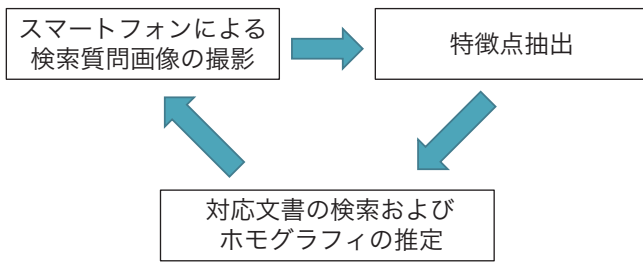 スマートフォンによる
検索質問画像の撮影
特徴点抽出
対応文書の検索および
ホモグラフィの推定